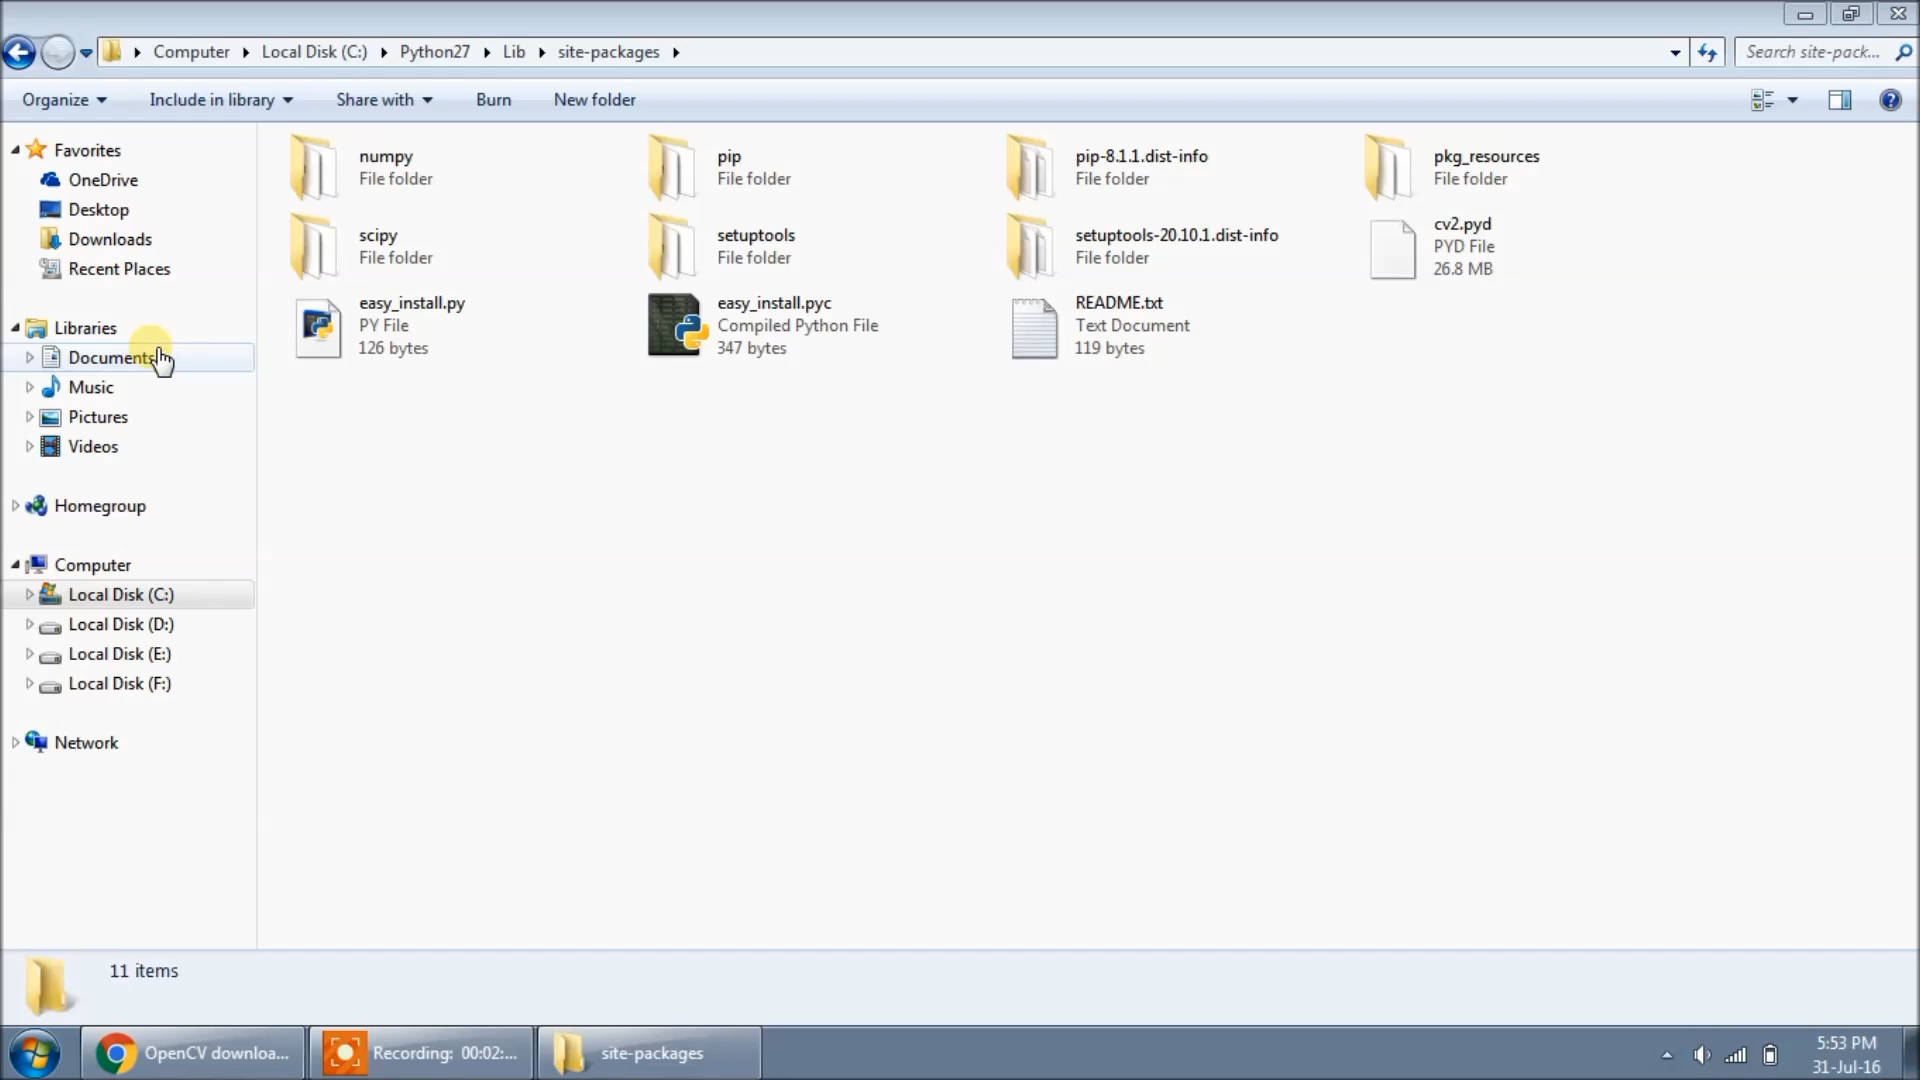 Computer Local Disk (C:) Python27 Lib site-packages Search site-pack...
Organize Include in library Share with Burn New folder
Favorites
OneDrive
Desktop
Downloads
Recent Places
Libraries
Documents
Music
Pictures
Videos
Homegroup
Computer
Local Disk (C:)
Local Disk (D:)
Local Disk (E:)
Local Disk (F:)
Network
numpy
File folder
pip
File folder
pip-8.1.1.dist-info
File folder
pkg_resources
File folder
scipy
File folder
setuptools
File folder
setuptools-20.10.1.dist-info
File folder
cv2.pyd
PYD File
26.8 MB
easy_install.py
PY File
126 bytes
easy_install.pyc
Compiled Python File
347 bytes
README.txt
Text Document
119 bytes
11 items
OpenCV downloa... Recording: 00:02:... site-packages
5:53 PM
31-Jul-16